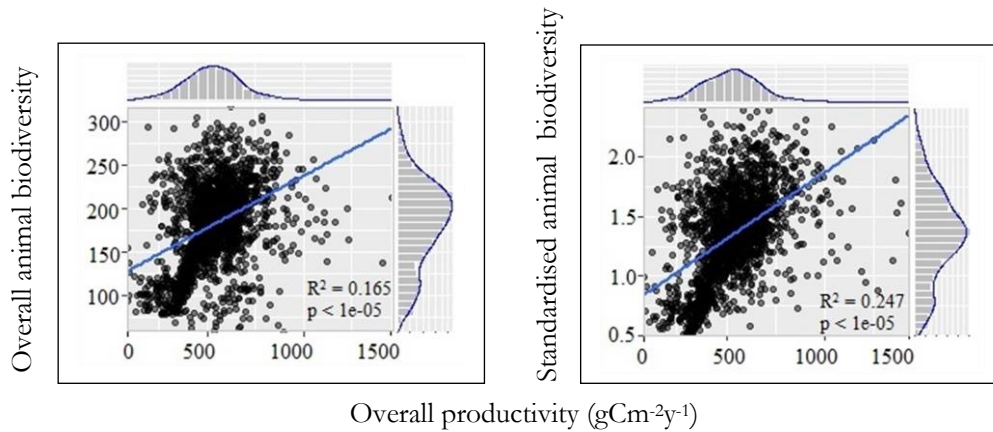 Overall animal biodiversity
300
250
200
150
100
R² = 0.165
p < 1e-05
0 500 1000 1500
Standardised animal biodiversity
2.0
1.5
1.0
0.5
R² = 0.247
p < 1e-05
0 500 1000 1500
Overall productivity (gCm⁻²y⁻¹)